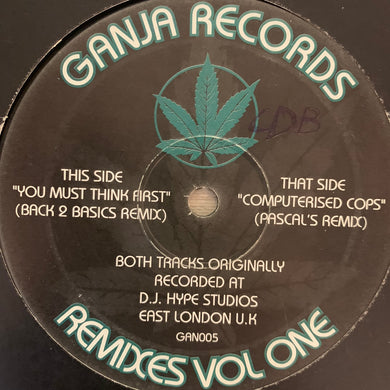 GANJA RECORDS
CDB
THIS SIDE
"YOU MUST THINK FIRST"
(BACK 2 BASICS REMIX)
THAT SIDE
"COMPUTERISED COPS"
(PASCAL'S REMIX)
BOTH TRACKS ORIGINALLY
RECORDED AT
D.J. HYPE STUDIOS
EAST LONDON U.K
GAN005
REMIXES VOL ONE